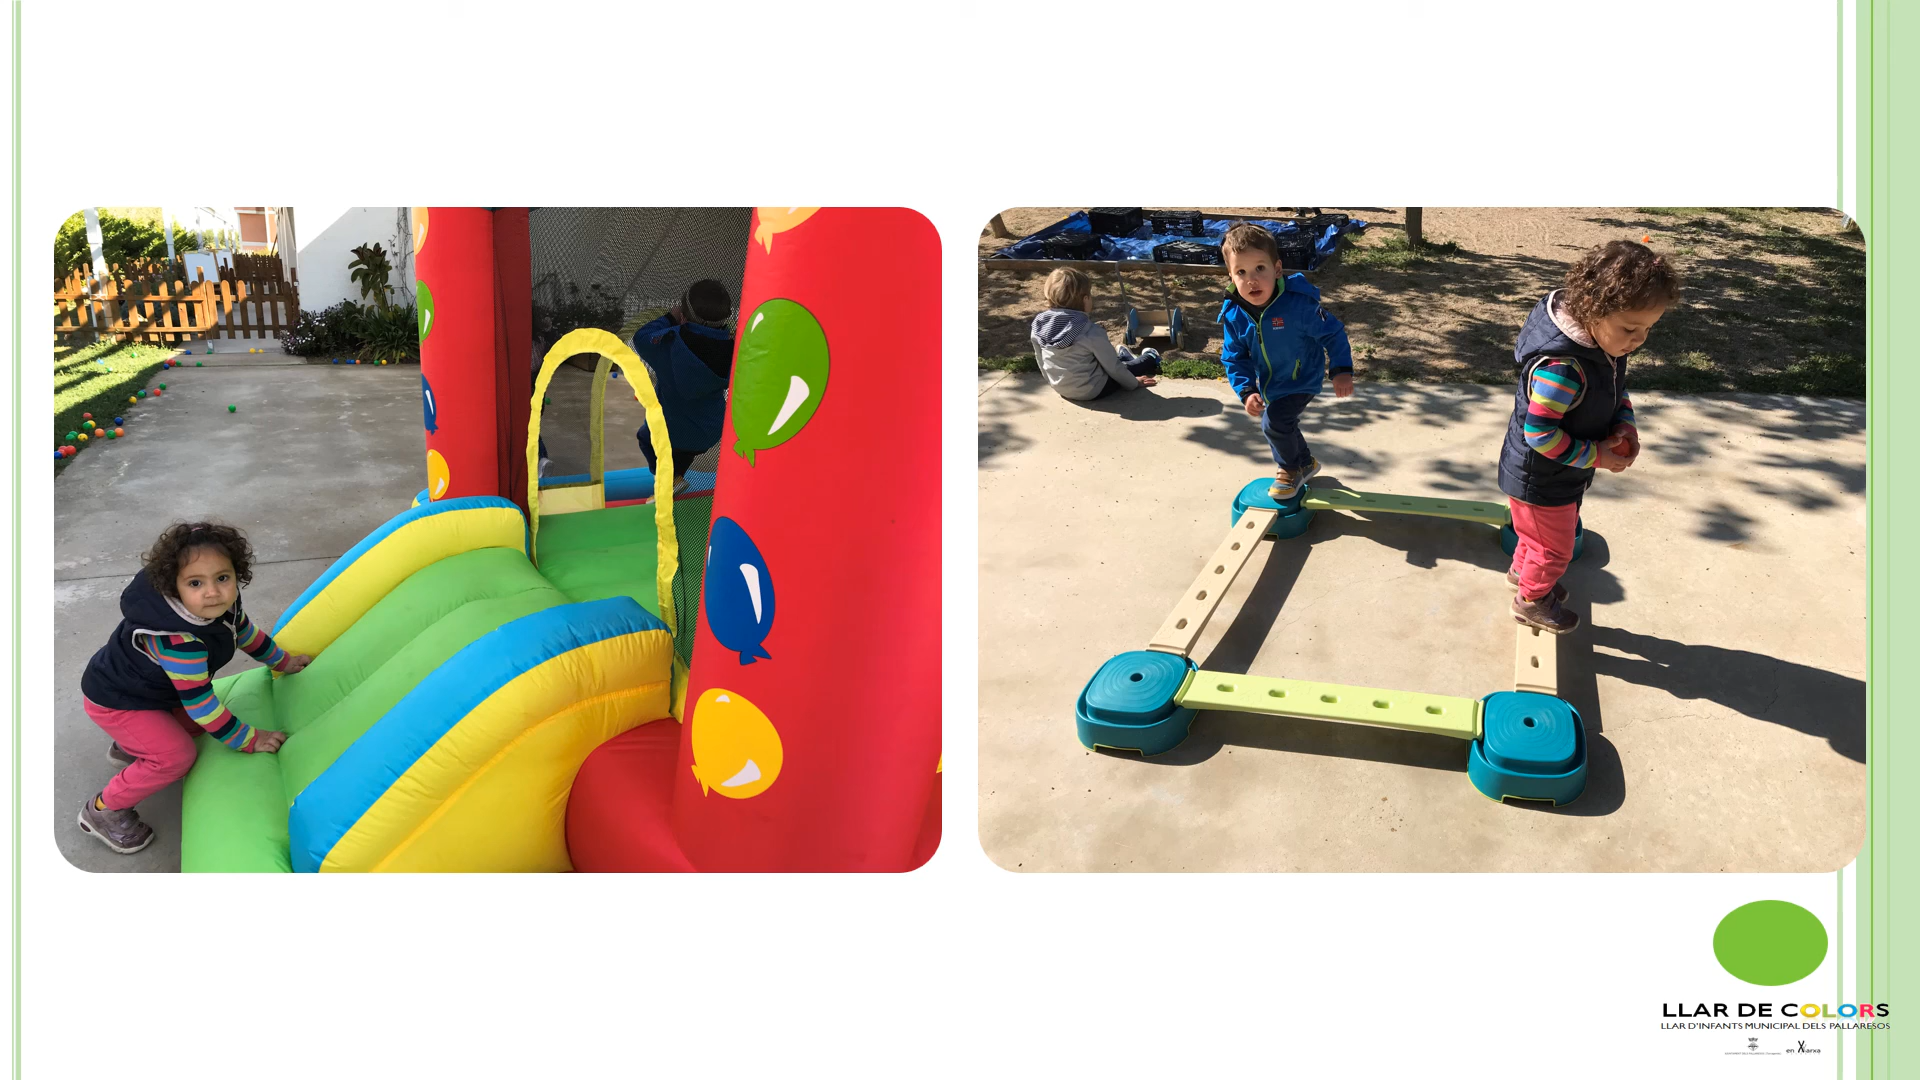 LLAR DE COLORS
LLAR D'INFANTS MUNICIPAL DELS PALLARESOS
en Xarxa